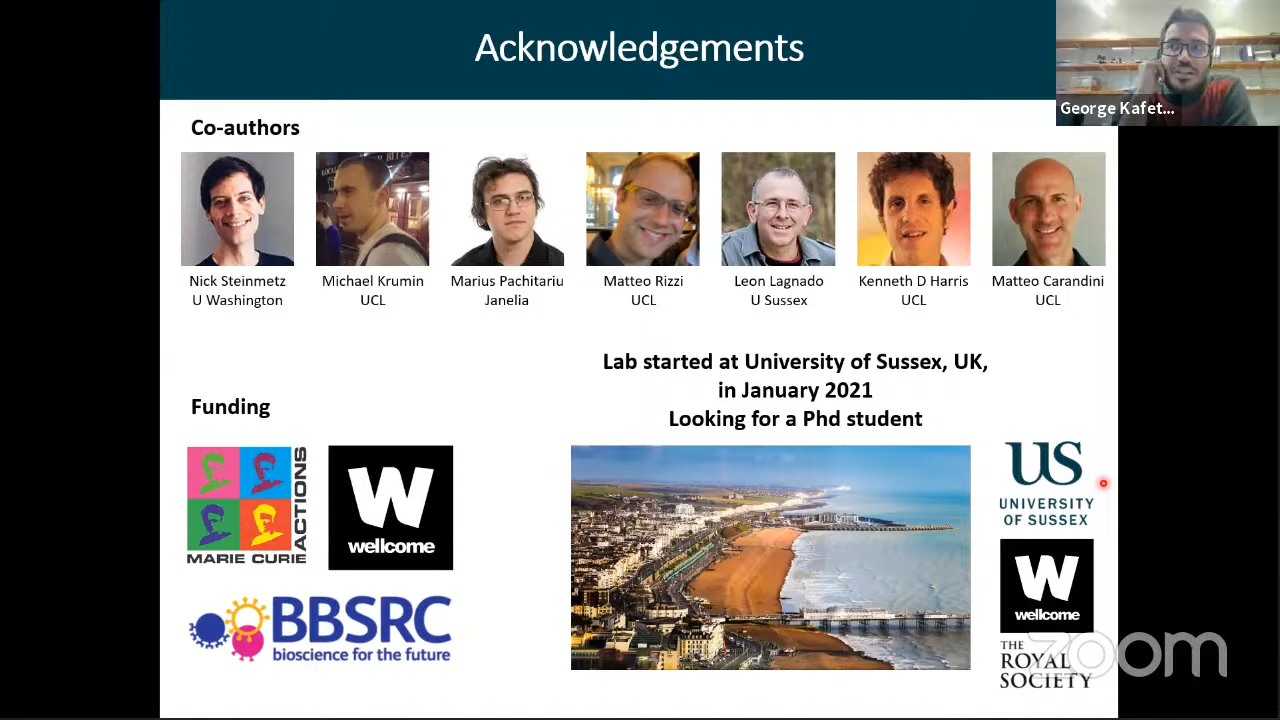 Acknowledgements
George Kafet...
Co-authors
Nick Steinmetz
U Washington
Michael Krumin
UCL
Marius Pachitariu
Janelia
Matteo Rizzi
UCL
Leon Lagnado
U Sussex
Kenneth D Harris
UCL
Matteo Carandini
UCL
Lab started at University of Sussex, UK,
in January 2021
Looking for a Phd student
Funding
MARIE CURIE
ACTIONS
W
wellcome
BBSRC
bioscience for the future
US
UNIVERSITY
OF SUSSEX
W
wellcome
THE
ROYAL
SOCIETY
zoom